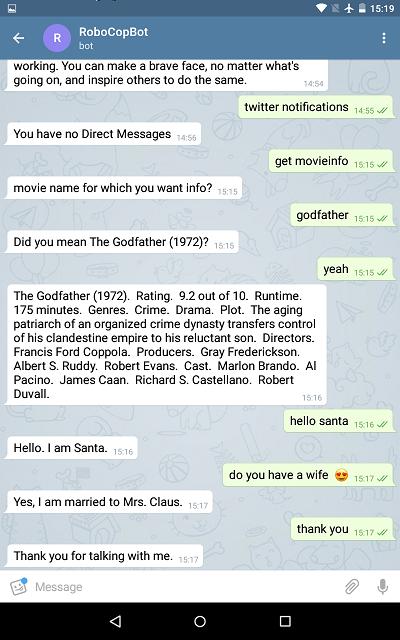 15:19
R
RoboCopBot
bot
working. You can make a brave face, no matter what's
going on, and inspire others to do the same.
14:54
twitter notifications 14:55
You have no Direct Messages 14:56
get movieinfo 15:15
movie name for which you want info? 15:15
godfather 15:15
Did you mean The Godfather (1972)? 15:15
yeah 15:15
The Godfather (1972). Rating. 9.2 out of 10. Runtime.
175 minutes. Genres. Crime. Drama. Plot. The aging
patriarch of an organized crime dynasty transfers control
of his clandestine empire to his reluctant son. Directors.
Francis Ford Coppola. Producers. Gray Frederickson.
Albert S. Ruddy. Robert Evans. Cast. Marlon Brando. Al
Pacino. James Caan. Richard S. Castellano. Robert
Duvall.
15:16
hello santa 15:16
Hello. I am Santa. 15:16
do you have a wife 😍 15:17
Yes, I am married to Mrs. Claus. 15:17
thank you 15:17
Thank you for talking with me. 15:17
Message